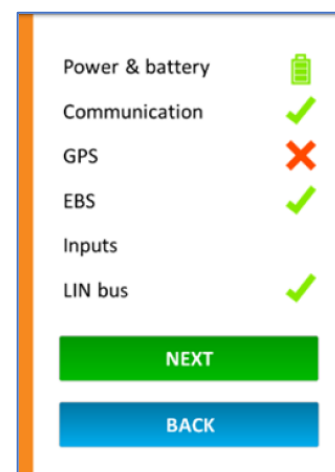 Power & battery
Communication
GPS
EBS
Inputs
LIN bus
NEXT
BACK